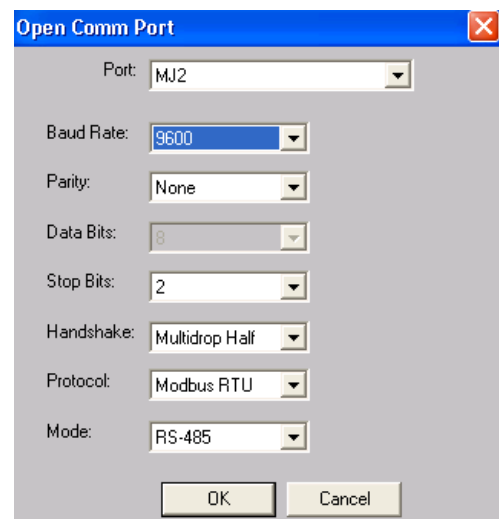 Open Comm Port
Port: MJ2
Baud Rate: 9600
Parity: None
Data Bits: 8
Stop Bits: 2
Handshake: Multidrop Half
Protocol: Modbus RTU
Mode: RS-485
OK Cancel